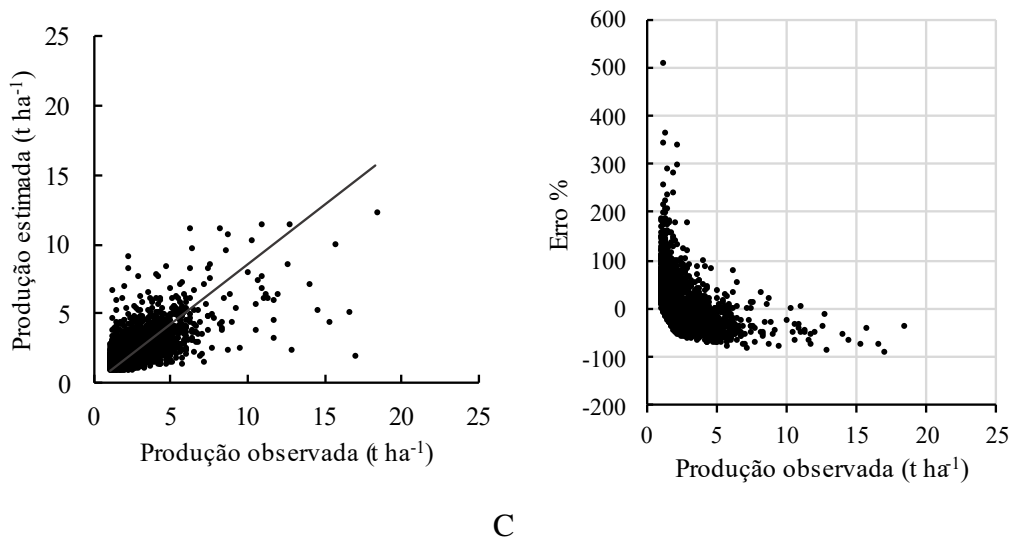 25
20
15
10
5
0
Produção estimada (t ha-1)
0 5 10 15 20 25
Produção observada (t ha-1)
600
500
400
300
200
100
0
-100
-200
Erro %
0 5 10 15 20 25
Produção observada (t ha-1)
C